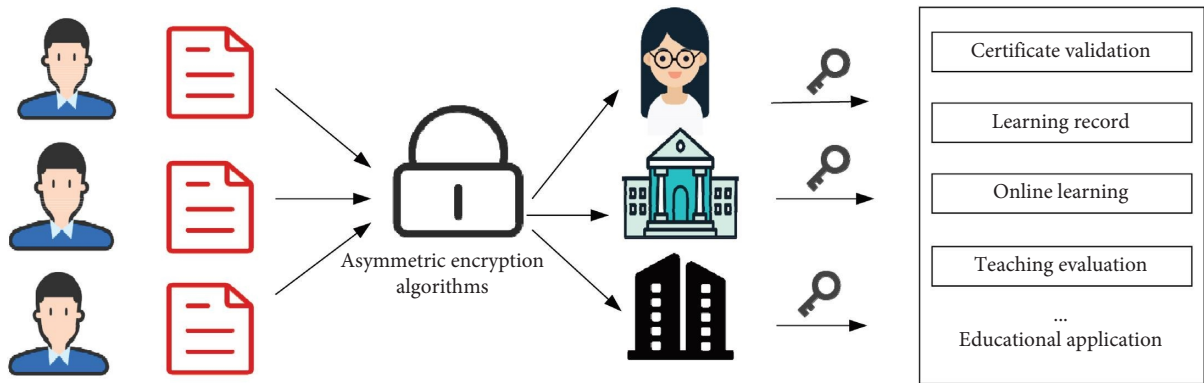 Asymmetric encryption
algorithms
Certificate validation
Learning record
Online learning
Teaching evaluation
...
Educational application